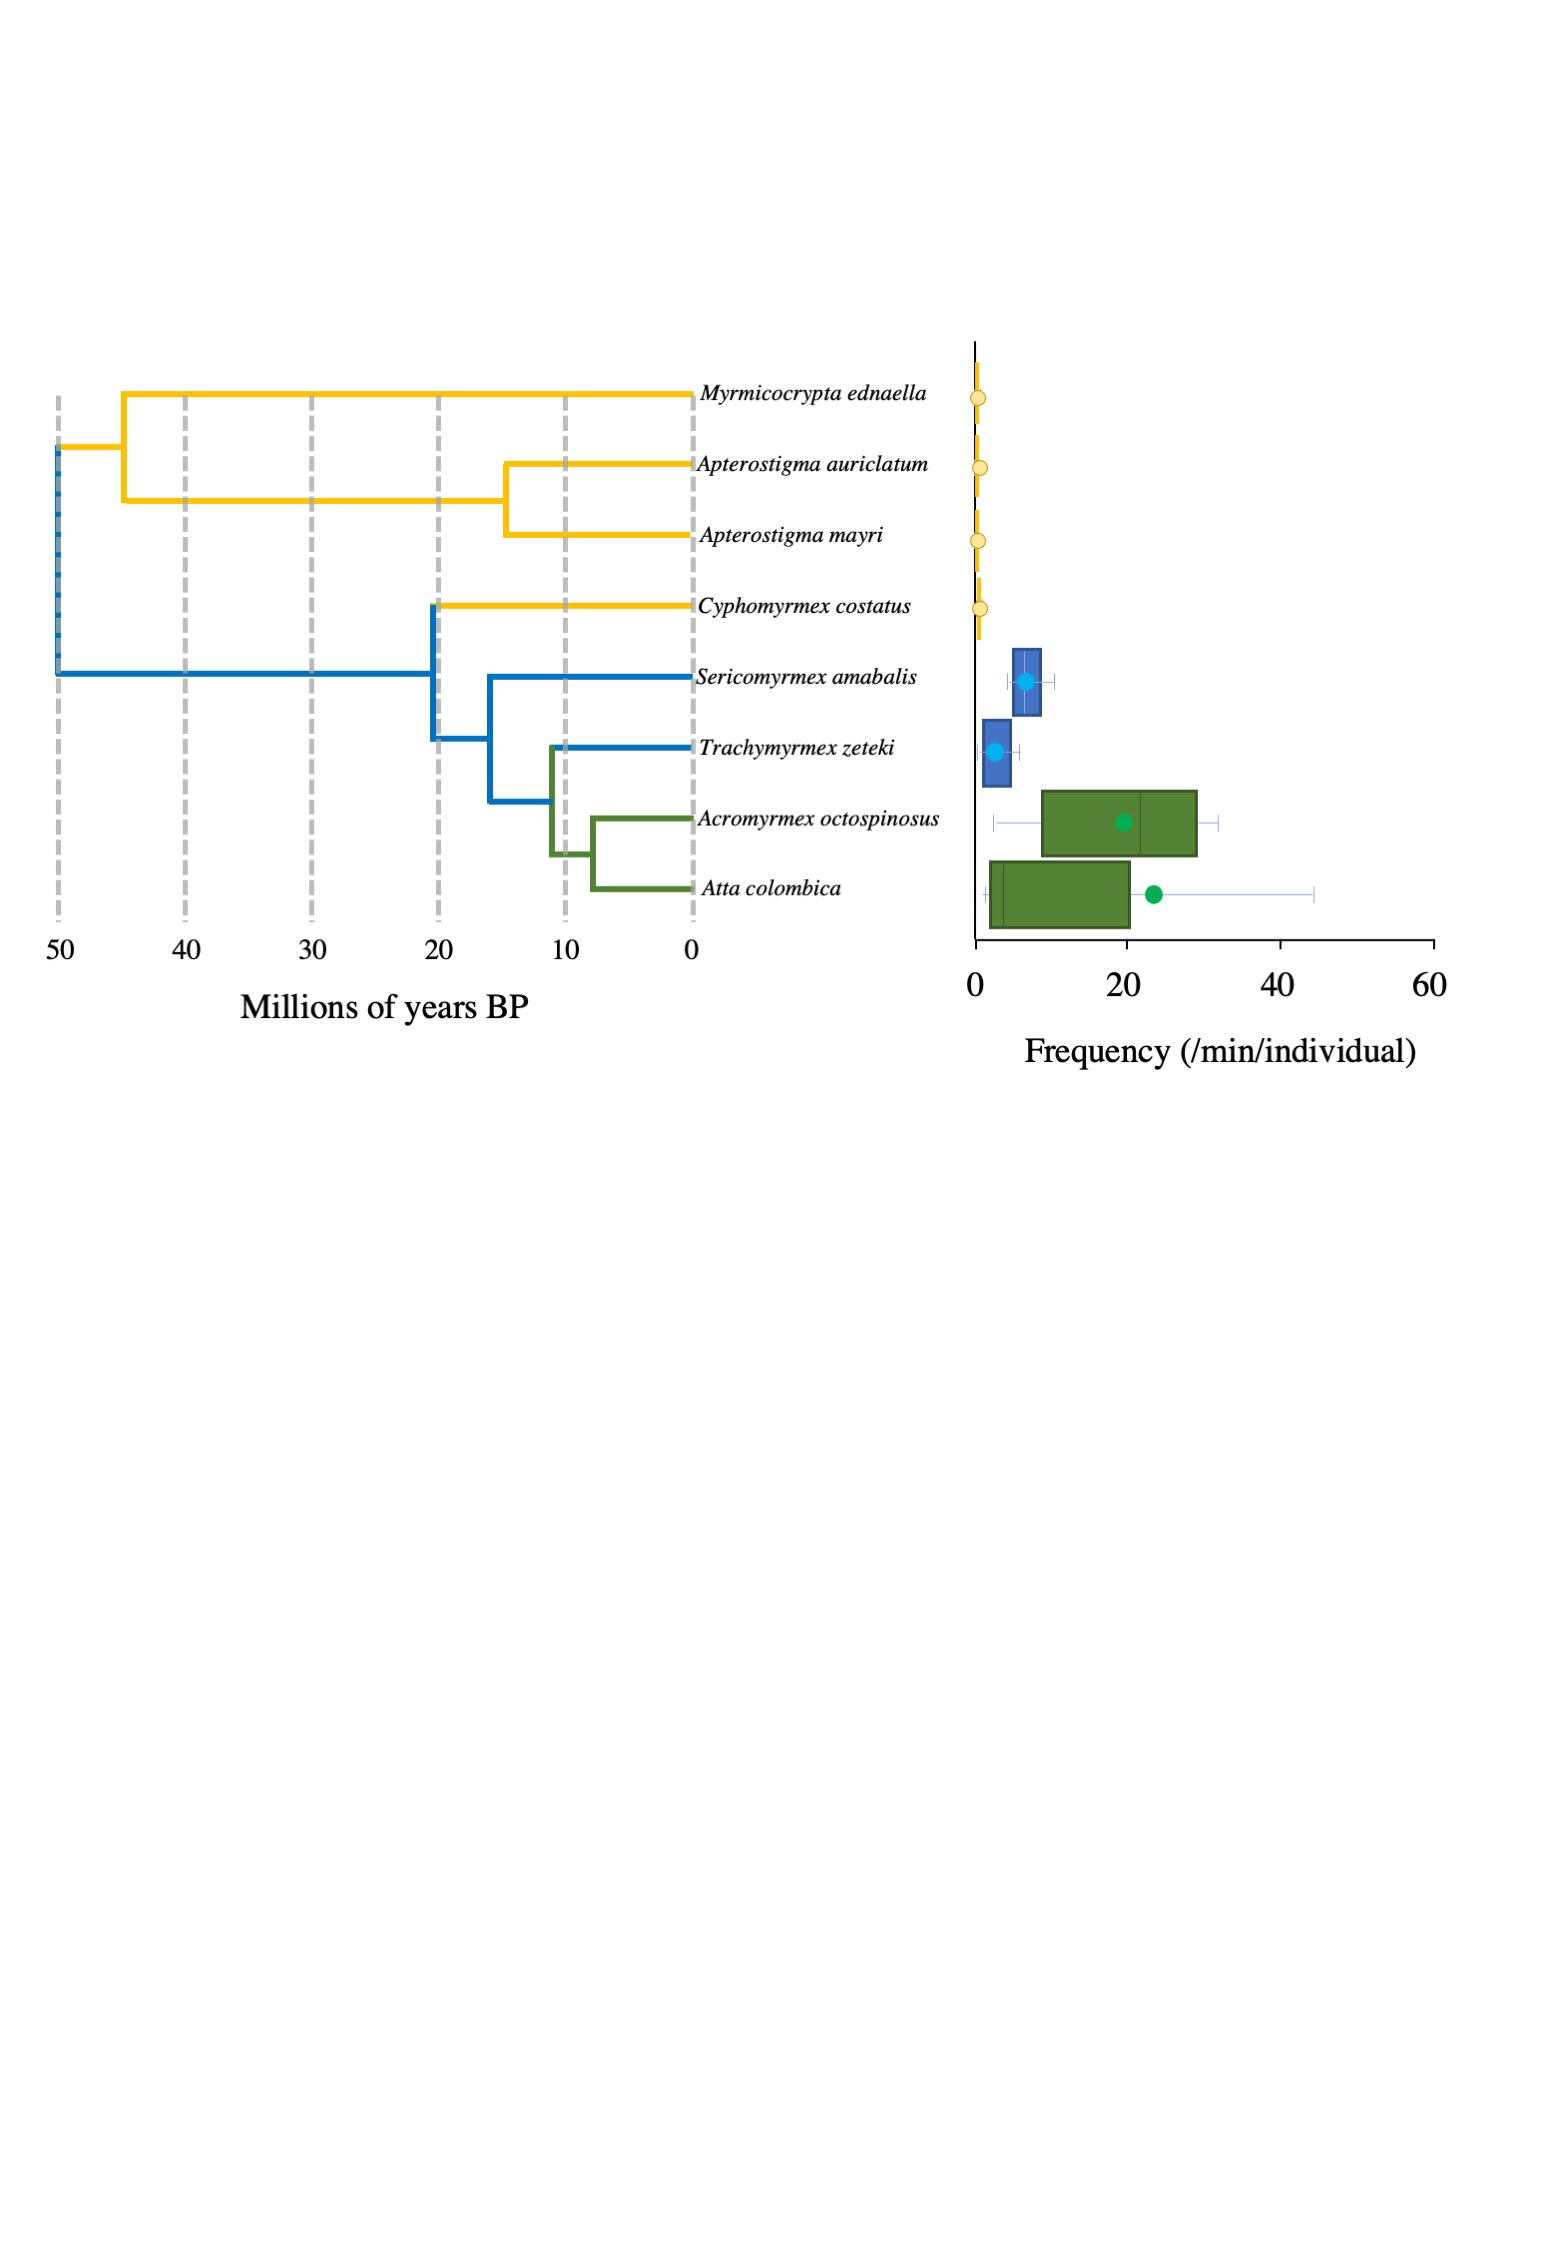 Myrmicocrypta ednaella
Apterostigma auriclatum
Apterostigma mayri
Cyphomyrmex costatus
Sericomyrmex amabalis
Trachymyrmex zeteki
Acromyrmex octospinosus
Atta colombica
50 40 30 20 10 0
Millions of years BP
0 20 40 60
Frequency (/min/individual)